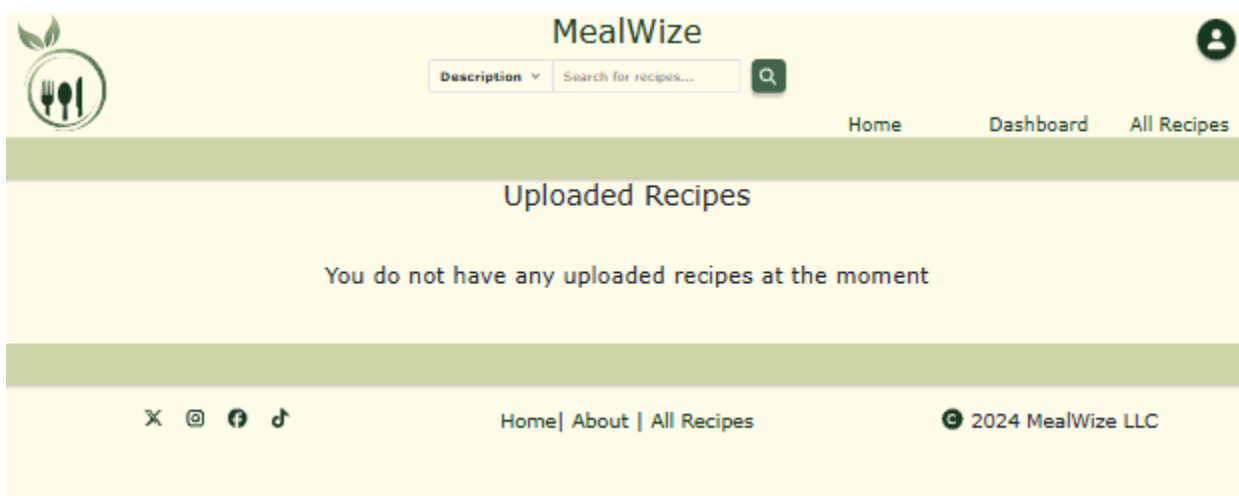 MealWize
Description Search for recipes...
Home Dashboard All Recipes
Uploaded Recipes
You do not have any uploaded recipes at the moment
Home| About | All Recipes
2024 MealWize LLC